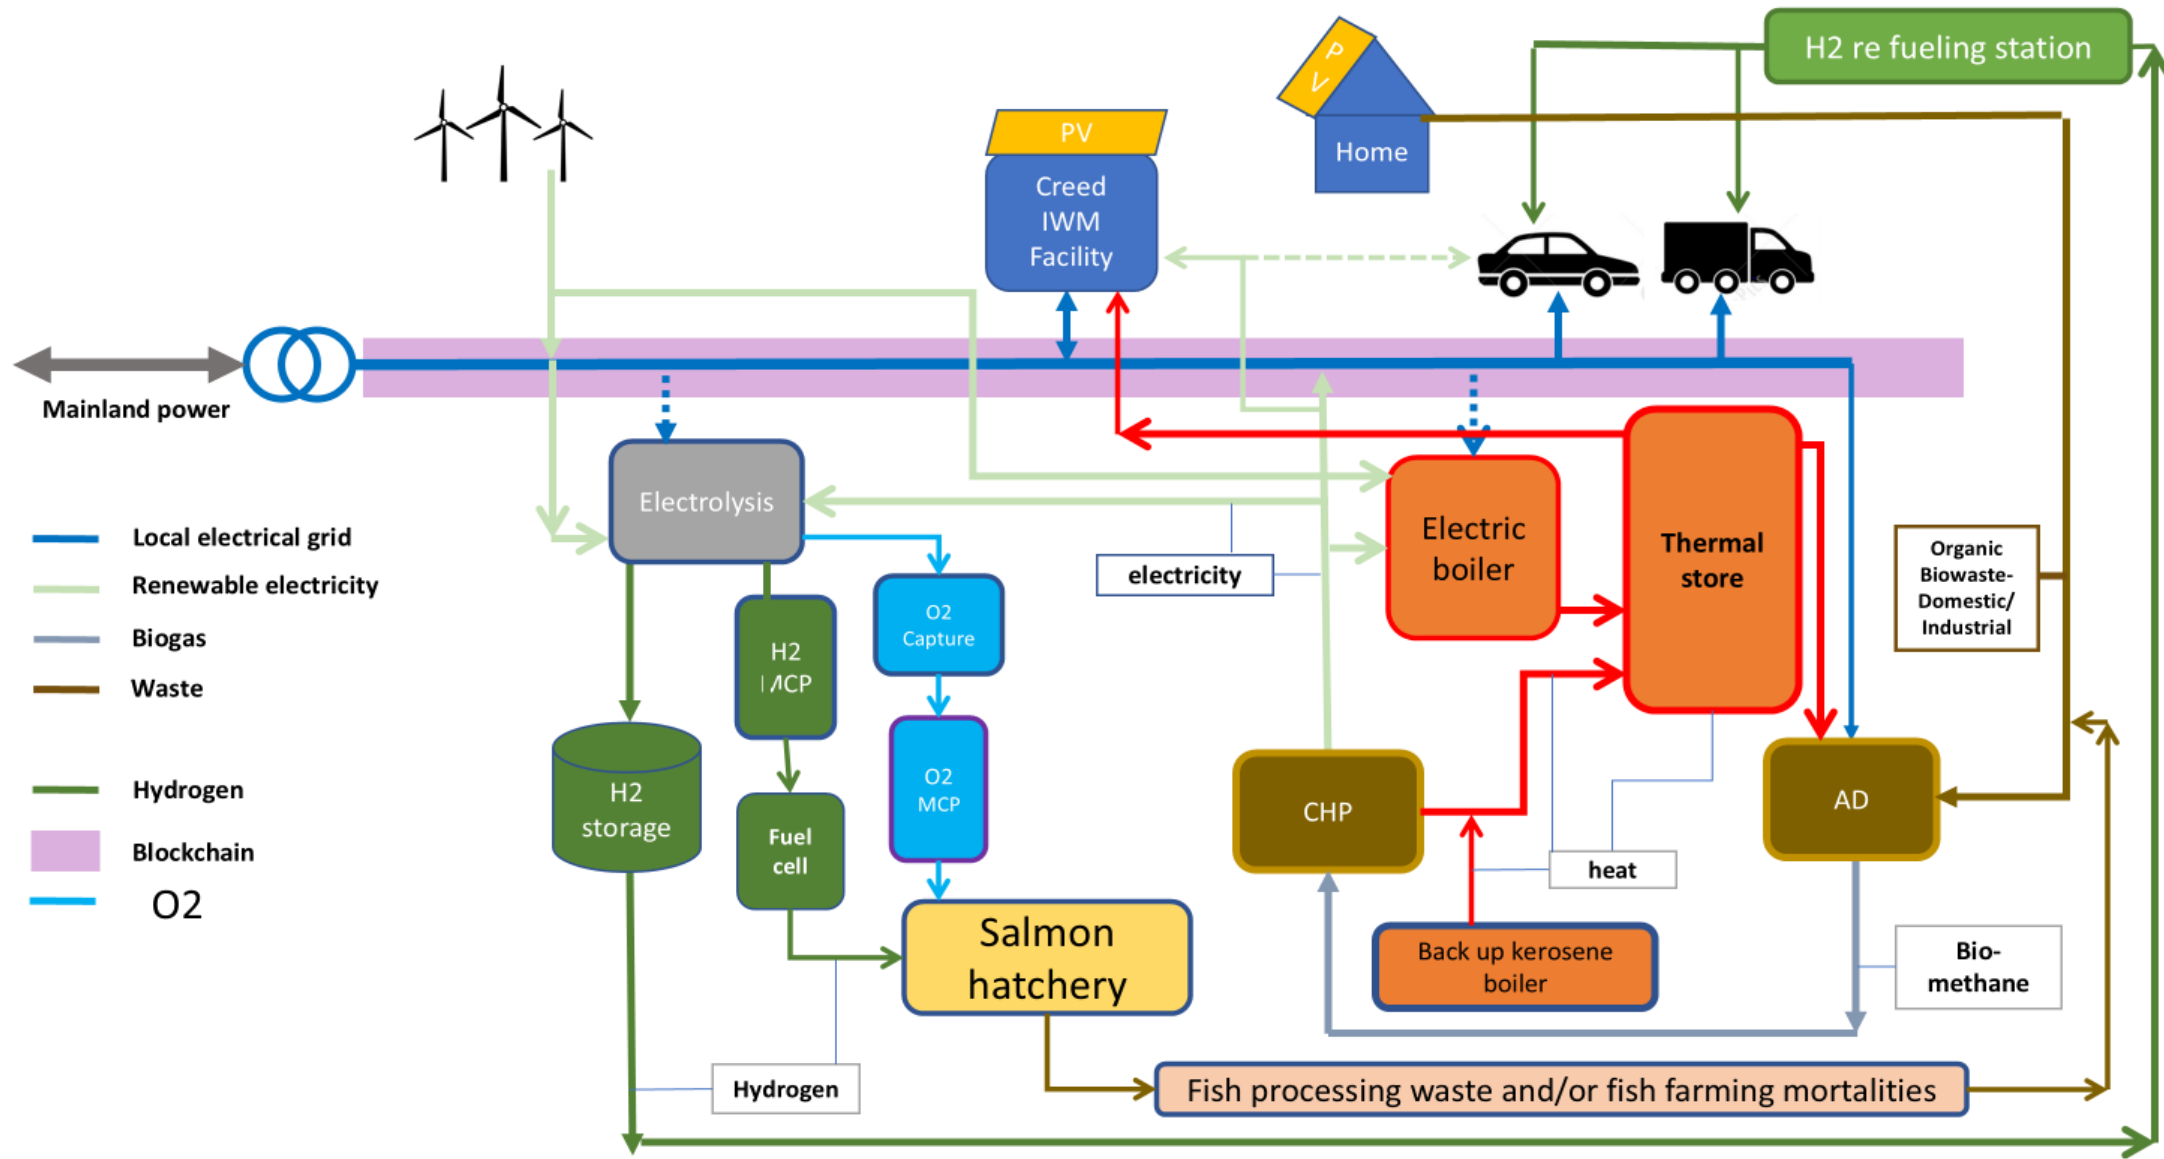 H2 re fueling station
P
V
Home
PV
Creed
IWM
Facility
Mainland power
Electrolysis
Electric
boiler
Thermal
store
Local electrical grid
Renewable electricity
Biogas
Waste
Hydrogen
Blockchain
O2
electricity
Organic
Biowaste-
Domestic/
Industrial
O2
Capture
H2
MCP
O2
MCP
H2
storage
Fuel
cell
CHP
AD
heat
Salmon
hatchery
Back up kerosene
boiler
Bio-
methane
Hydrogen
Fish processing waste and/or fish farming mortalities